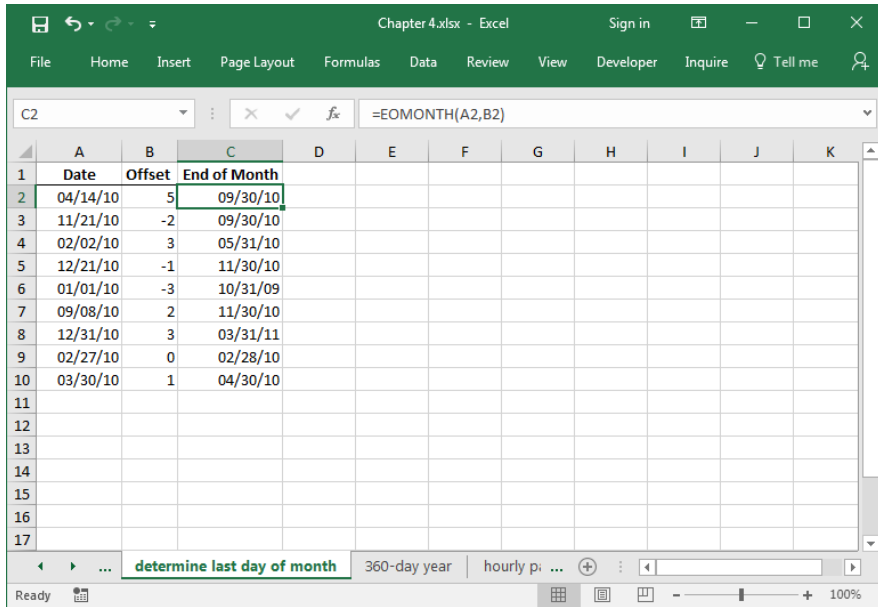 Chapter 4.xlsx - Excel
Sign in
File Home Insert Page Layout Formulas Data Review View Developer Inquire Tell me
C2 fx =EOMONTH(A2,B2)
A B C D E F G H I J K
1 Date Offset End of Month
2 04/14/10 5 09/30/10
3 11/21/10 -2 09/30/10
4 02/02/10 3 05/31/10
5 12/21/10 -1 11/30/10
6 01/01/10 -3 10/31/09
7 09/08/10 2 11/30/10
8 12/31/10 3 03/31/11
9 02/27/10 0 02/28/10
10 03/30/10 1 04/30/10
11
12
13
14
15
16
17
... determine last day of month 360-day year hourly pa ...
Ready 100%